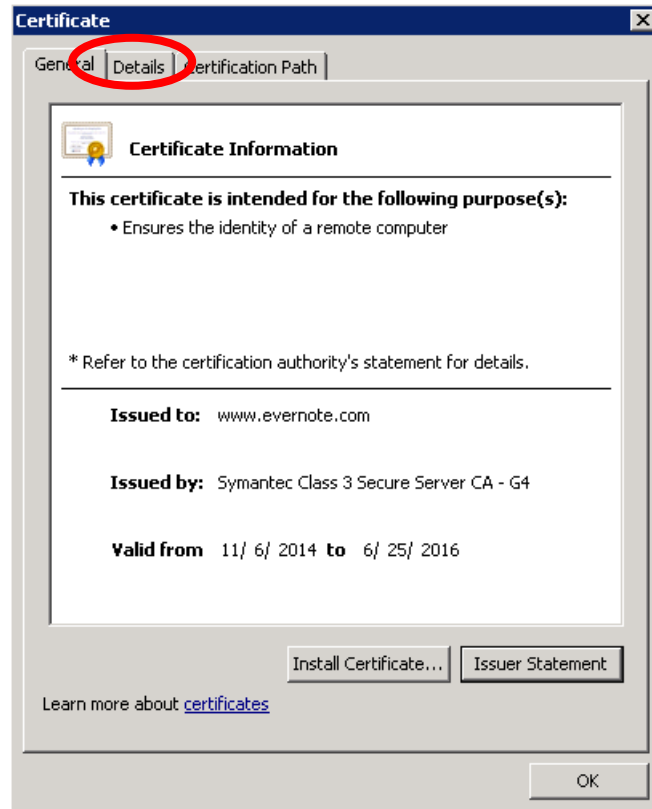 Certificate
General Details Certification Path
Certificate Information
This certificate is intended for the following purpose(s):
• Ensures the identity of a remote computer
* Refer to the certification authority's statement for details.
Issued to: www.evernote.com
Issued by: Symantec Class 3 Secure Server CA - G4
Valid from 11/ 6/ 2014 to 6/ 25/ 2016
Install Certificate... Issuer Statement
Learn more about certificates
OK